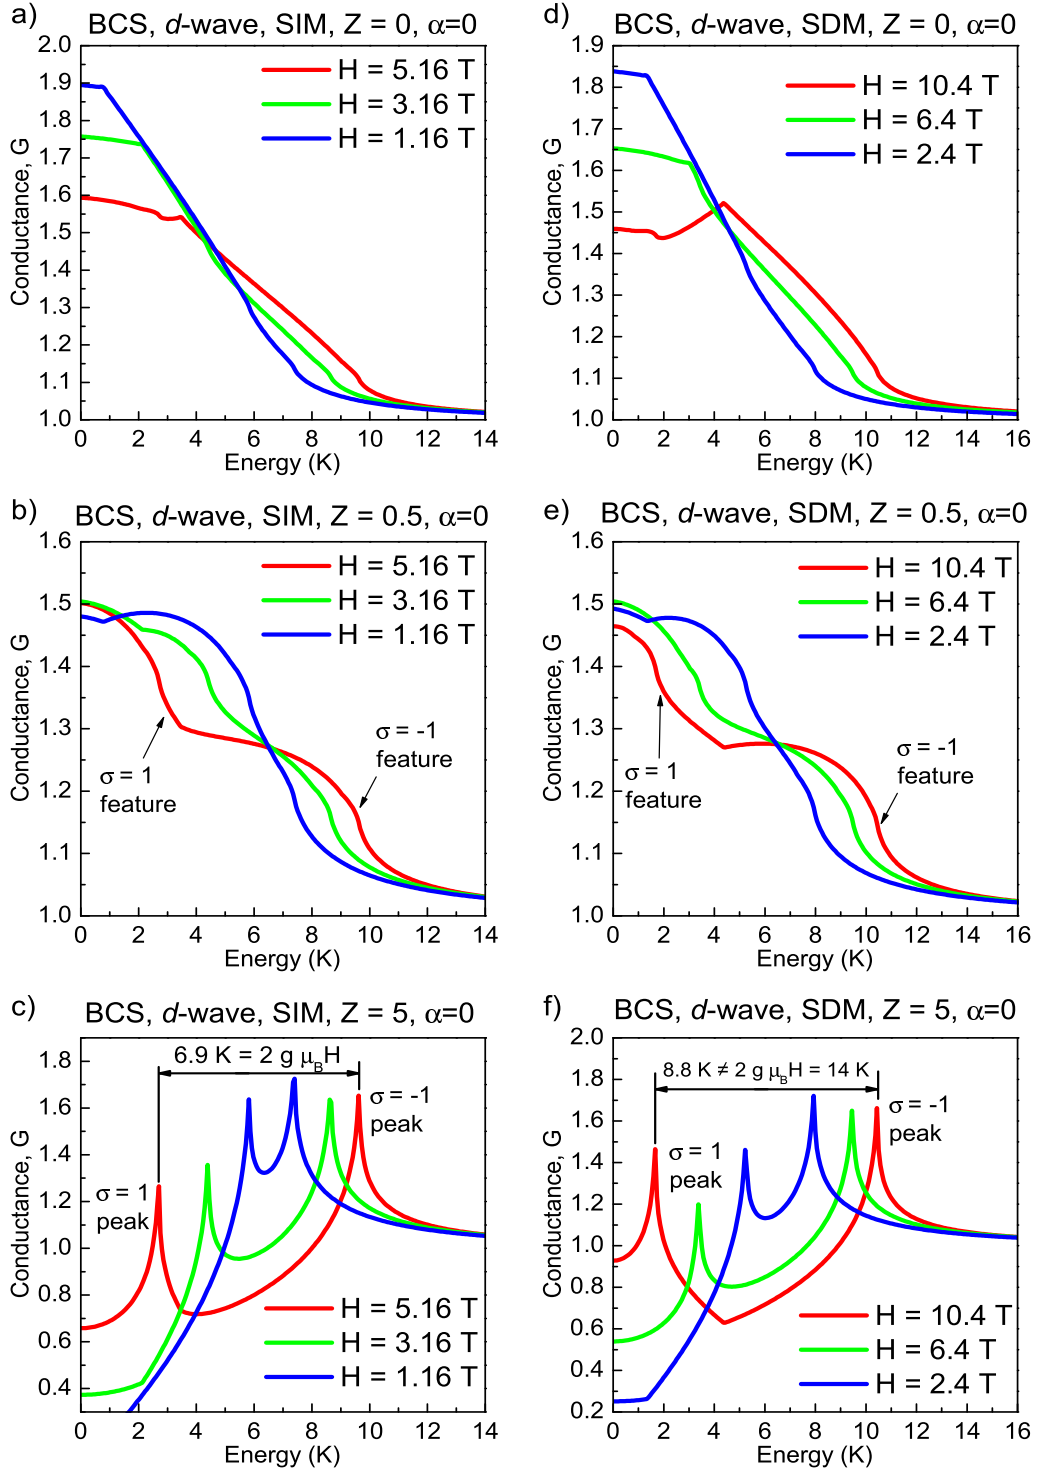 a) BCS, d-wave, SIM, Z = 0, α=0
2.0
1.9
1.8
1.7
1.6
1.5
1.4
1.3
1.2
1.1
1.0
Conductance, G
H = 5.16 T
H = 3.16 T
H = 1.16 T
0 2 4 6 8 10 12 14
Energy (K)
d) BCS, d-wave, SDM, Z = 0, α=0
1.9
1.8
1.7
1.6
1.5
1.4
1.3
1.2
1.1
1.0
Conductance, G
H = 10.4 T
H = 6.4 T
H = 2.4 T
0 2 4 6 8 10 12 14 16
Energy (K)
b) BCS, d-wave, SIM, Z = 0.5, α=0
1.6
1.5
1.4
1.3
1.2
1.1
1.0
Conductance, G
H = 5.16 T
H = 3.16 T
H = 1.16 T
σ = 1
feature
σ = -1
feature
0 2 4 6 8 10 12 14
Energy (K)
e) BCS, d-wave, SDM, Z = 0.5, α=0
1.6
1.5
1.4
1.3
1.2
1.1
1.0
Conductance, G
H = 10.4 T
H = 6.4 T
H = 2.4 T
σ = 1
feature
σ = -1
feature
0 2 4 6 8 10 12 14 16
Energy (K)
c) BCS, d-wave, SIM, Z = 5, α=0
1.8
1.6
1.4
1.2
1.0
0.8
0.6
0.4
Conductance, G
6.9 K = 2 g μBH
σ = -1
peak
σ = 1
peak
H = 5.16 T
H = 3.16 T
H = 1.16 T
0 2 4 6 8 10 12 14
Energy (K)
f) BCS, d-wave, SDM, Z = 5, α=0
2.0
1.8
1.6
1.4
1.2
1.0
0.8
0.6
0.4
0.2
Conductance, G
8.8 K ≠ 2 g μBH = 14 K
σ = -1
peak
σ = 1
peak
H = 10.4 T
H = 6.4 T
H = 2.4 T
0 2 4 6 8 10 12 14 16
Energy (K)